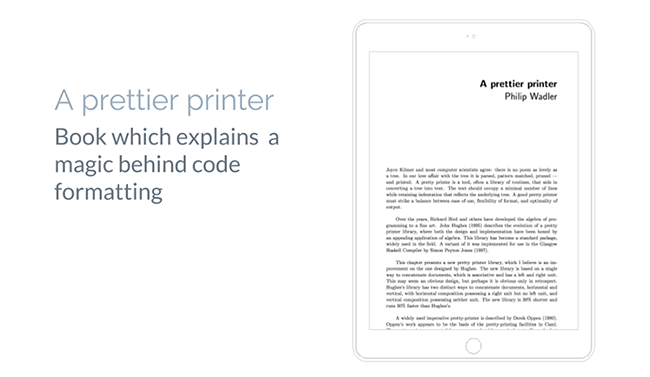 A prettier printer
Book which explains a
magic behind code
formatting
A prettier printer
Philip Wadler
Joyce Kilmer and most computer scientists agree: there is no poem as lovely as
a tree. In our love affair with the tree it is parsed, pattern matched, pruned —
and printed. A pretty printer is a tool, often a library of routines, that aids in
converting a tree into text. The text should occupy a minimal number of lines
while retaining indentation that reflects the underlying tree. A good pretty printer
must strike a balance between ease of use, flexibility of format, and optimality of
output.
Over the years, Richard Bird and others have developed the algebra of pro-
gramming to a fine art. John Hughes (1995) describes the evolution of a pretty
printer library, where both the design and implementation have been honed by
an appealing application of algebra. This library has become a standard package,
widely used in the field. A variant of it was implemented for use in the Glasgow
Haskell Compiler by Simon Peyton Jones (1997).
This chapter presents a new pretty printer library, which I believe is an im-
provement on the one designed by Hughes. The new library is based on a single
way to concatenate documents, which is associative and has a left and right unit.
This may seem an obvious design, but perhaps it is obvious only in retrospect.
Hughes's library has two distinct ways to concatenate documents, horizontal and
vertical, with horizontal composition possessing a right unit but no left unit, and
vertical composition possessing neither unit. The new library is 30% shorter and
runs 30% faster than Hughes's.
A widely used imperative pretty-printer is described by Derek Oppen (1980).
Oppen's work appears to be the basis of the pretty-printing facilities in Caml.